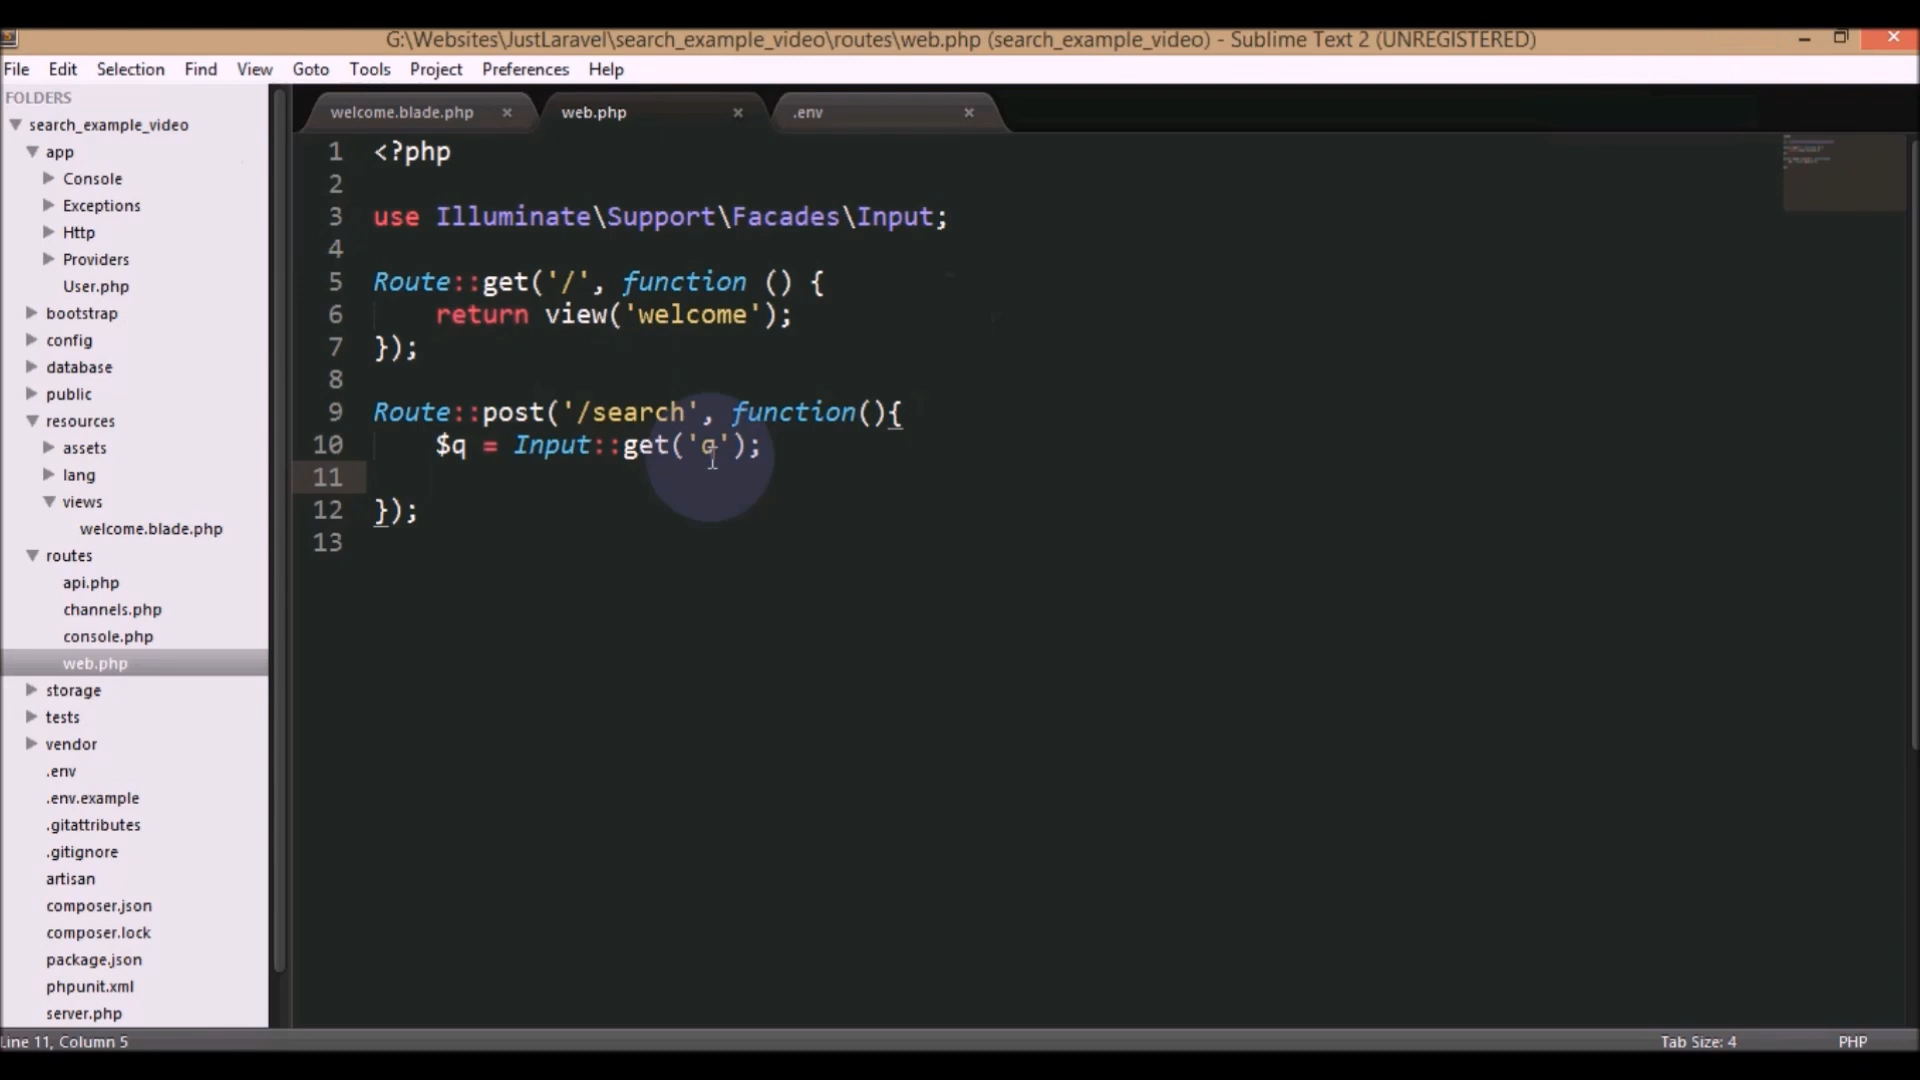 G:\Websites\JustLaravel\search_example_video\routes\web.php (search_example_video) - Sublime Text 2 (UNREGISTERED)
File Edit Selection Find View Goto Tools Project Preferences Help
FOLDERS
search_example_video
app
Console
Exceptions
Http
Providers
User.php
bootstrap
config
database
public
resources
assets
lang
views
welcome.blade.php
routes
api.php
channels.php
console.php
web.php
storage
tests
vendor
.env
.env.example
.gitattributes
.gitignore
artisan
composer.json
composer.lock
package.json
phpunit.xml
server.php
welcome.blade.php web.php .env
1 <?php
2
3 use Illuminate\Support\Facades\Input;
4
5 Route::get('/', function () {
6 return view('welcome');
7 });
8
9 Route::post('/search', function(){
10 $q = Input::get('q');
11
12 });
13
Line 11, Column 5
Tab Size: 4 PHP